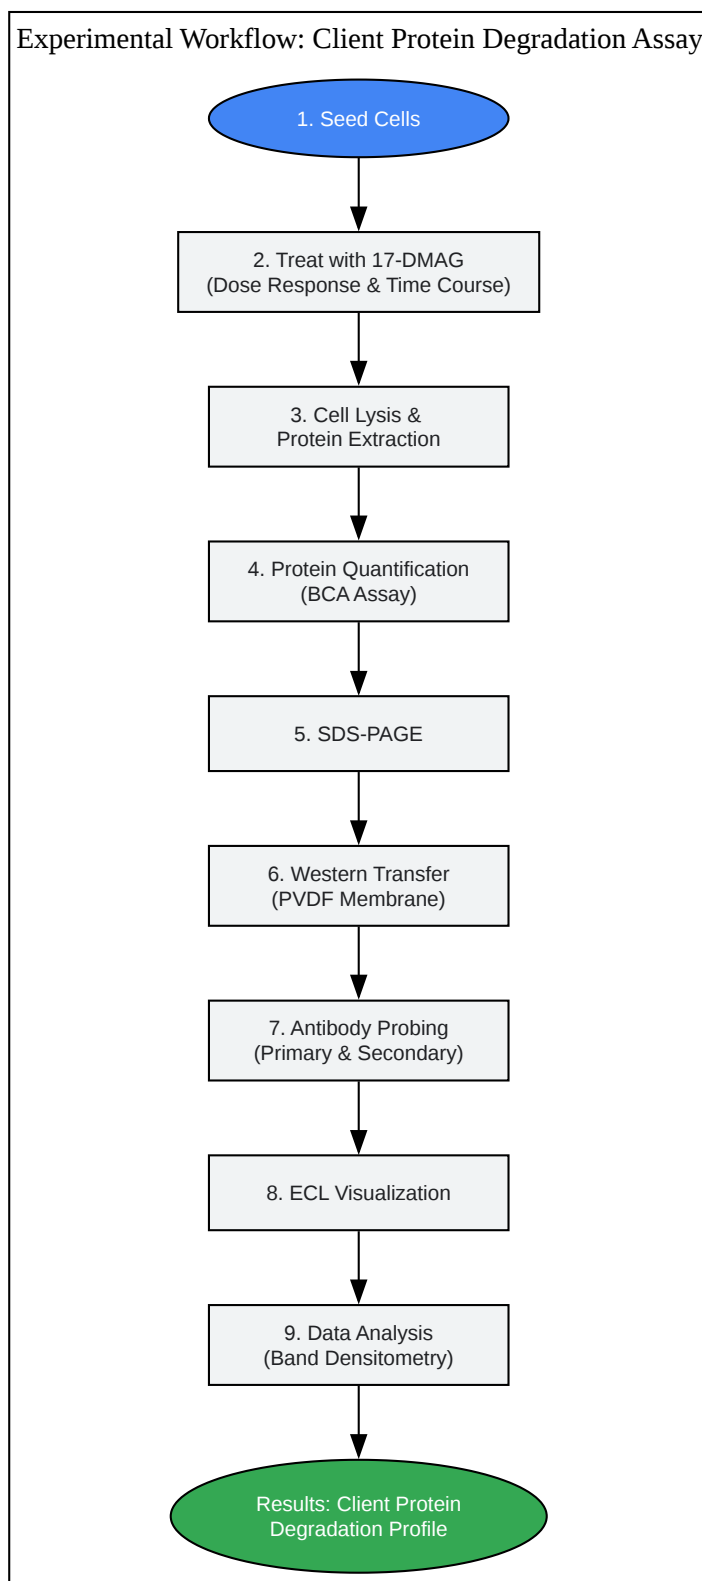 Experimental Workflow: Client Protein Degradation Assay
1. Seed Cells
2. Treat with 17-DMAG
(Dose Response & Time Course)
3. Cell Lysis &
Protein Extraction
4. Protein Quantification
(BCA Assay)
5. SDS-PAGE
6. Western Transfer
(PVDF Membrane)
7. Antibody Probing
(Primary & Secondary)
8. ECL Visualization
9. Data Analysis
(Band Densitometry)
Results: Client Protein
Degradation Profile